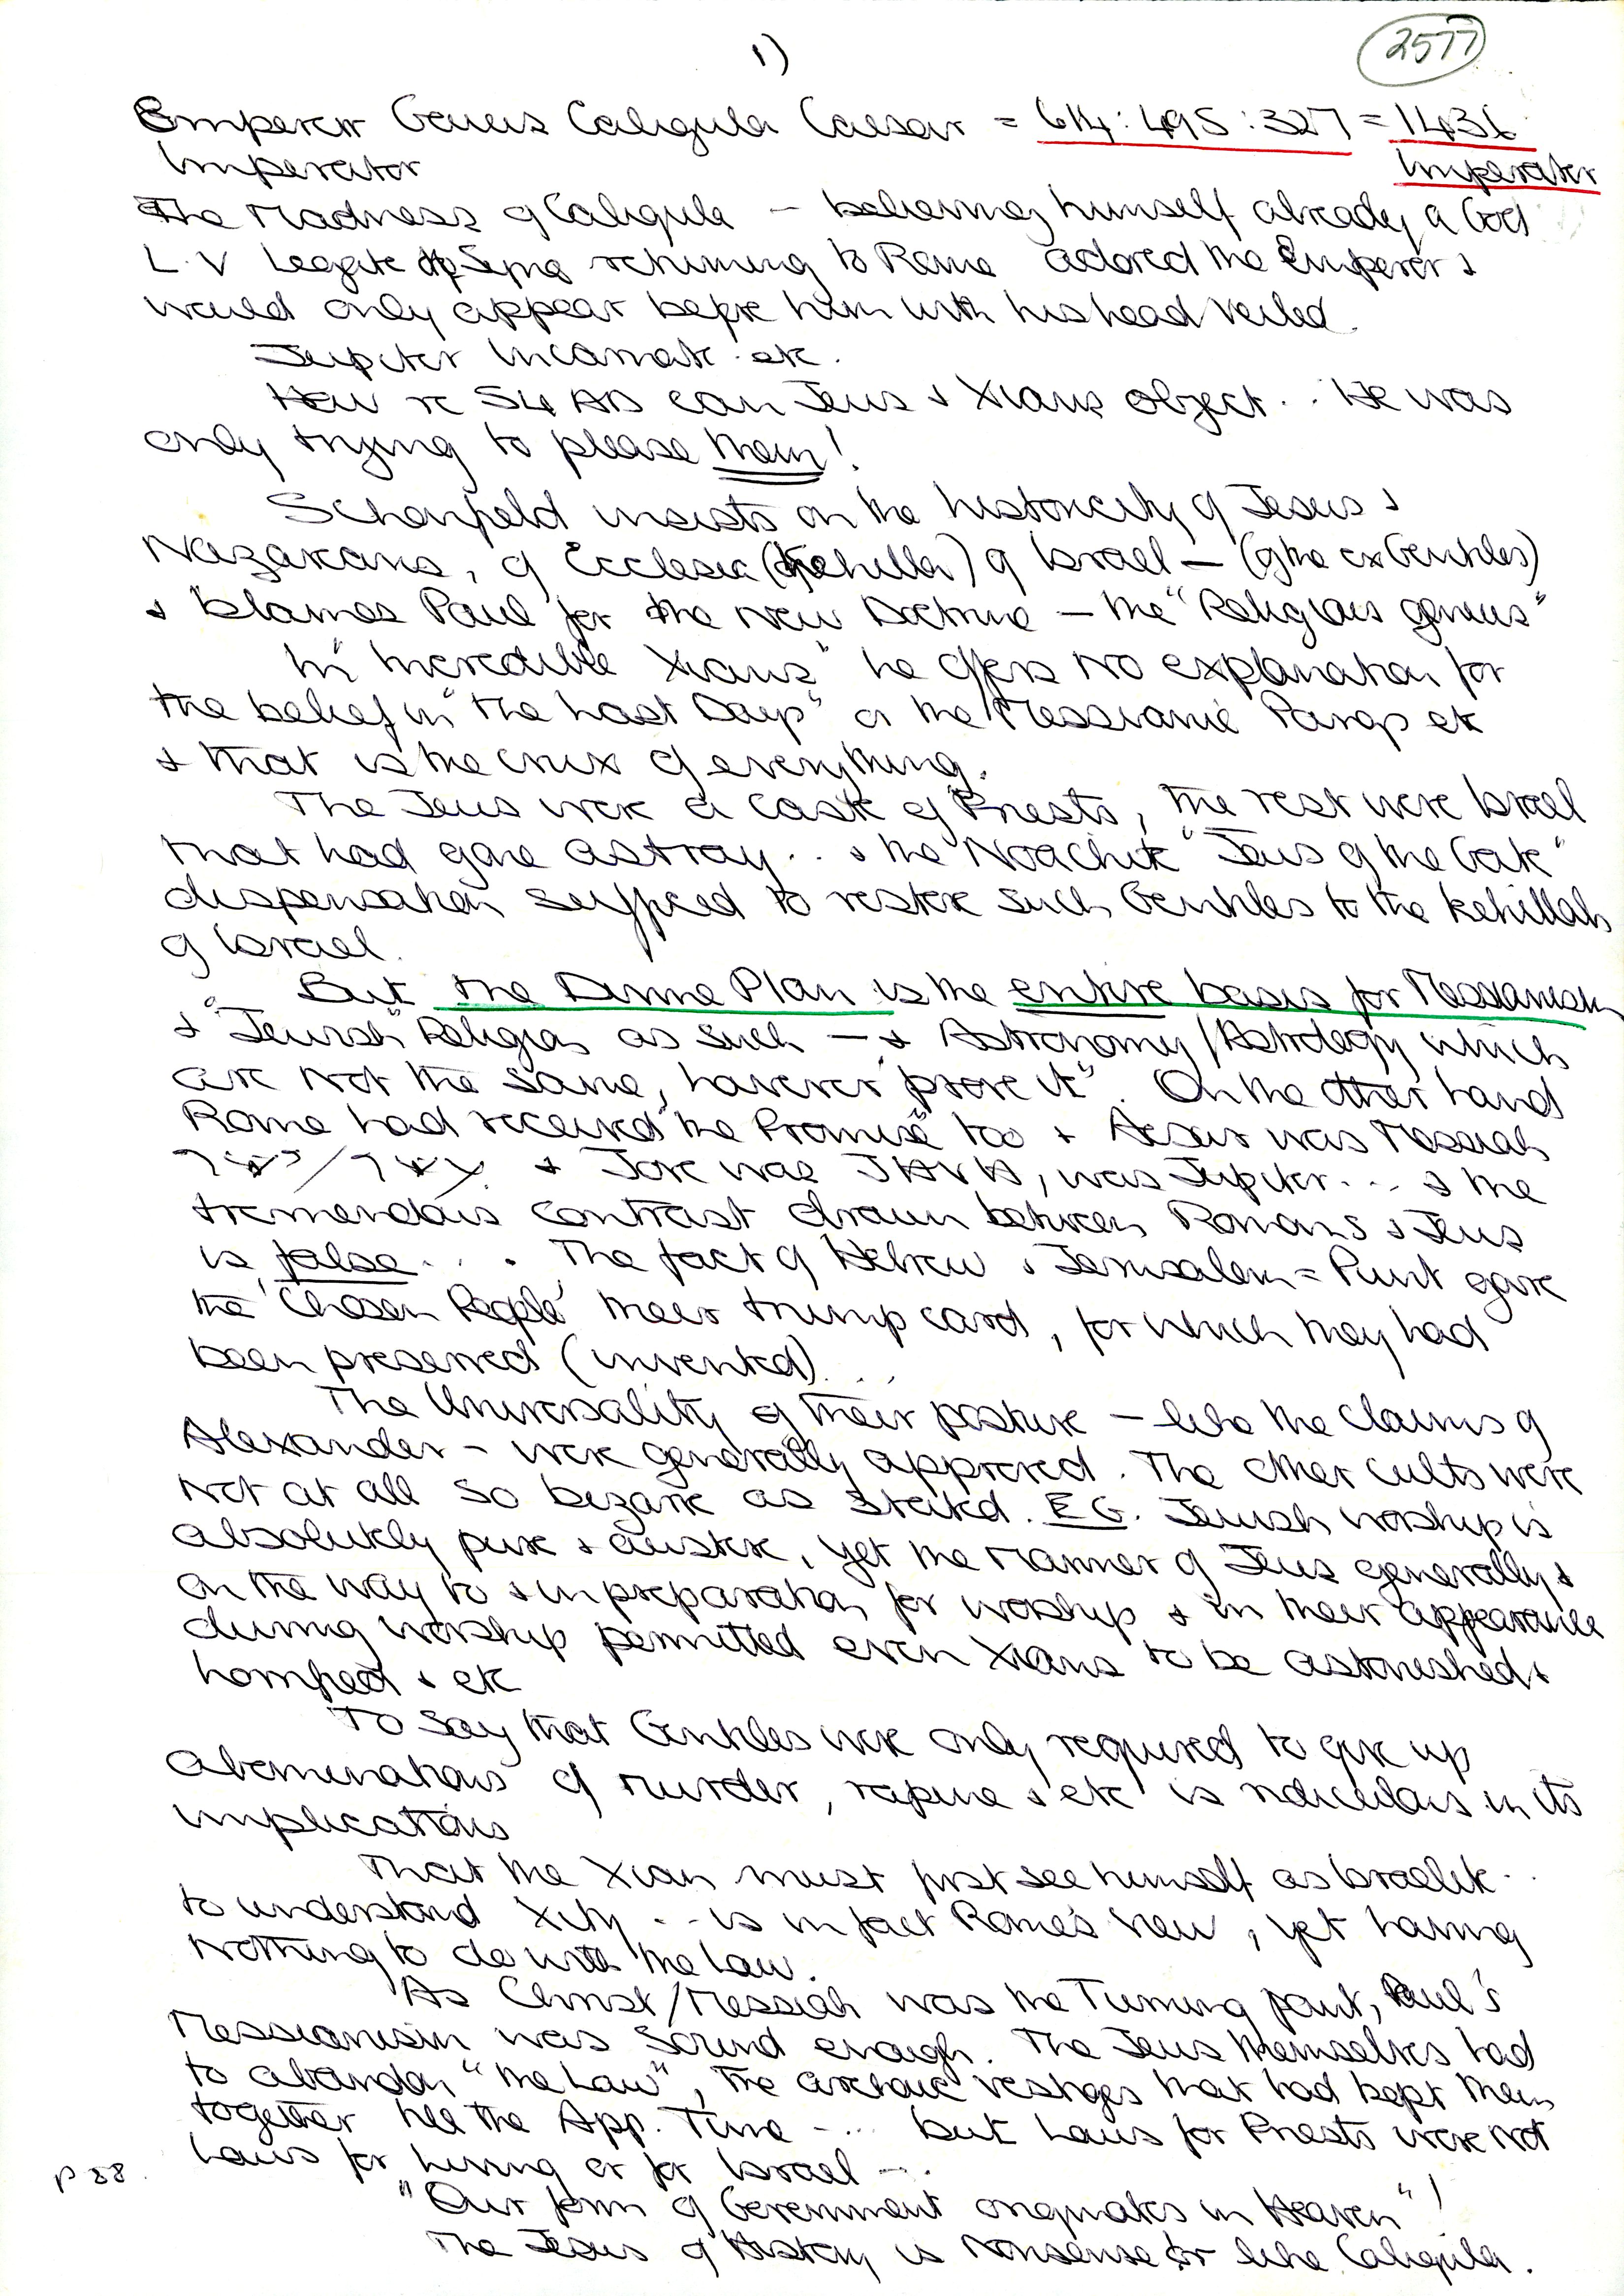 1)
2577
Emperor Gaius Caligula Caesar = 614:495:327 = 1436
Imperator Imperator
The Madness of Caligula – believing himself already a God
L.V Legate of Syria returning to Rome adored the Emperor &
would only appear before him with his head veiled.
Jupiter Incarnate etc.
How re 54 AD can Jews & Xians object... He was
only trying to please them!
Schonfield insists on the historicity of Jesus &
Nazareans, of Ecclesia (Kehilla) of Israel – (of the ex Gentiles)
& blames Paul for the New Doctrine – the "Religious genius"
In "Incredible Xians" he offers no explanation for
the belief in "the Last Days" or the Messianic Pangs etc
& that is the crux of everything.
The Jews were a caste of Priests, the rest were Israel
that had gone astray... & the "Noachite" "Jews of the Gate"
dispensation sufficed to restore such Gentiles to the Kehillah
of Israel.
But the Divine Plan is the entire basis for Messianism
& "Jewish" Religion as such – & Astronomy/Astrology which
are not the same, however "prove it". On the other hand
Rome had received "the Promise" too & Aesar was Messiah
& Jove was JHVH, was Jupiter... & the
tremendous contrast drawn between Romans & Jews
is false... The fact of Hebrew & Jerusalem = Punt gave
the 'Chosen People' their trump card, for which they had
been preserved (invented)...
The Universality of their posture – like the claims of
Alexander – were generally approved. The other cults were
not at all so bizarre as stated. E.G. Jewish worship is
absolutely pure & austere, yet the manner of Jews generally &
on the way to & in preparation for worship & in their appearance
during worship permitted even Xians to be astonished &
horrified & etc
To say that Gentiles were only required to give up
abominations of murder, rapine & etc is ridiculous in its
implications
That the Xian must first see himself as Israelite..
to understand Xity .. is in fact Rome's view, yet having
nothing to do with the Law.
As Christ/Messiah was the Turning point, Paul's
Messianism was sound enough. The Jews themselves had
to abandon "the Law", the archaic vestiges that had kept them
together till the App. Time -... but Laws for Priests were not
Laws for living or for Israel –.
p 88.
"Our form of Government originates in Heaven"!
The Jesus of History is nonsense for like Caligula.